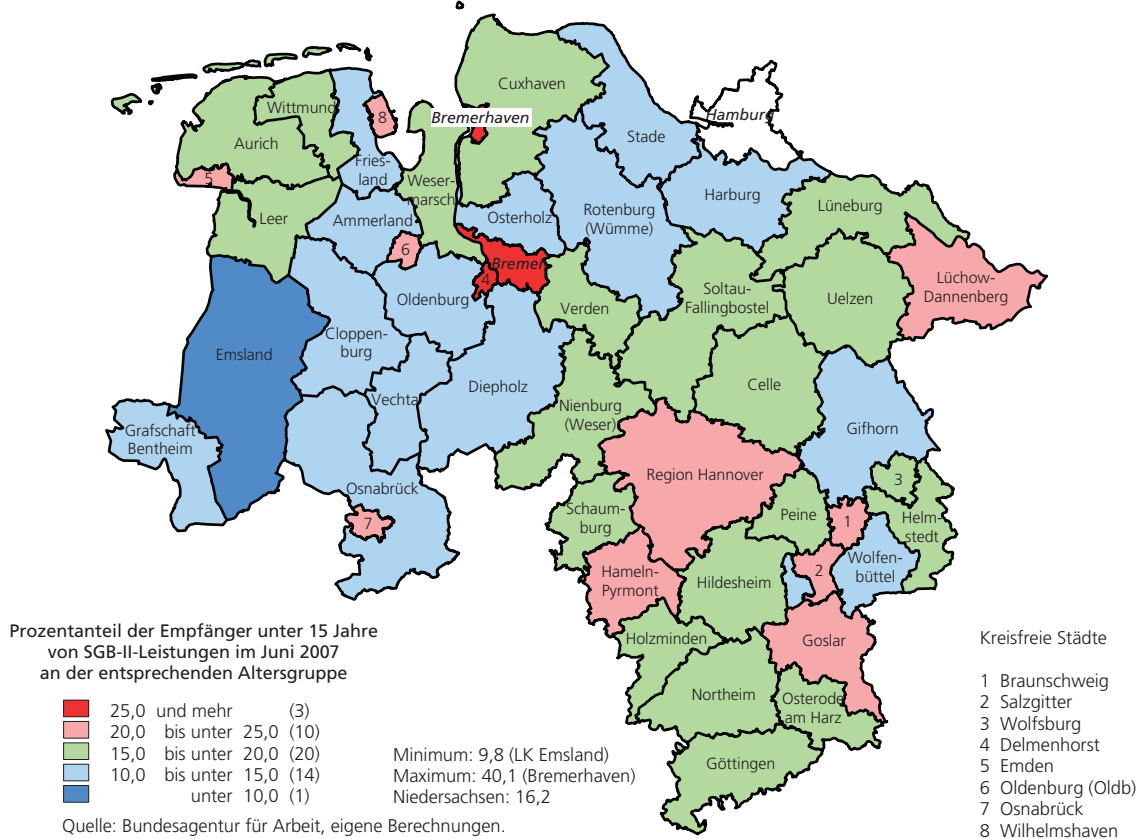 Cuxhaven
Wittmund
8
Bremerhaven
Hamburg
Stade
Aurich
Fries-
land
5
Weser-
marsch
Harburg
Leer
Ammerland
Osterholz
Rotenburg
(Wümme)
Lüneburg
6
Bremen
4
Lüchow-
Dannenberg
Oldenburg
Verden
Soltau-
Fallingbostel
Uelzen
Emsland
Cloppen-
burg
Vechta
Diepholz
Celle
Nienburg
(Weser)
Grafschaft
Bentheim
Gifhorn
Region Hannover
Osnabrück
3
7
Schaum-
burg
Peine
1
Helm-
stedt
Hameln-
Pyrmont
Hildesheim
2
Wolfen-
büttel
Holzminden
Goslar
Northeim
Osterode
am Harz
Göttingen
Prozentanteil der Empfänger unter 15 Jahre
von SGB-II-Leistungen im Juni 2007
an der entsprechenden Altersgruppe
25,0 und mehr (3)
20,0 bis unter 25,0 (10)
15,0 bis unter 20,0 (20)
10,0 bis unter 15,0 (14)
unter 10,0 (1)
Minimum: 9,8 (LK Emsland)
Maximum: 40,1 (Bremerhaven)
Niedersachsen: 16,2
Quelle: Bundesagentur für Arbeit, eigene Berechnungen.
Kreisfreie Städte
1 Braunschweig
2 Salzgitter
3 Wolfsburg
4 Delmenhorst
5 Emden
6 Oldenburg (Oldb)
7 Osnabrück
8 Wilhelmshaven